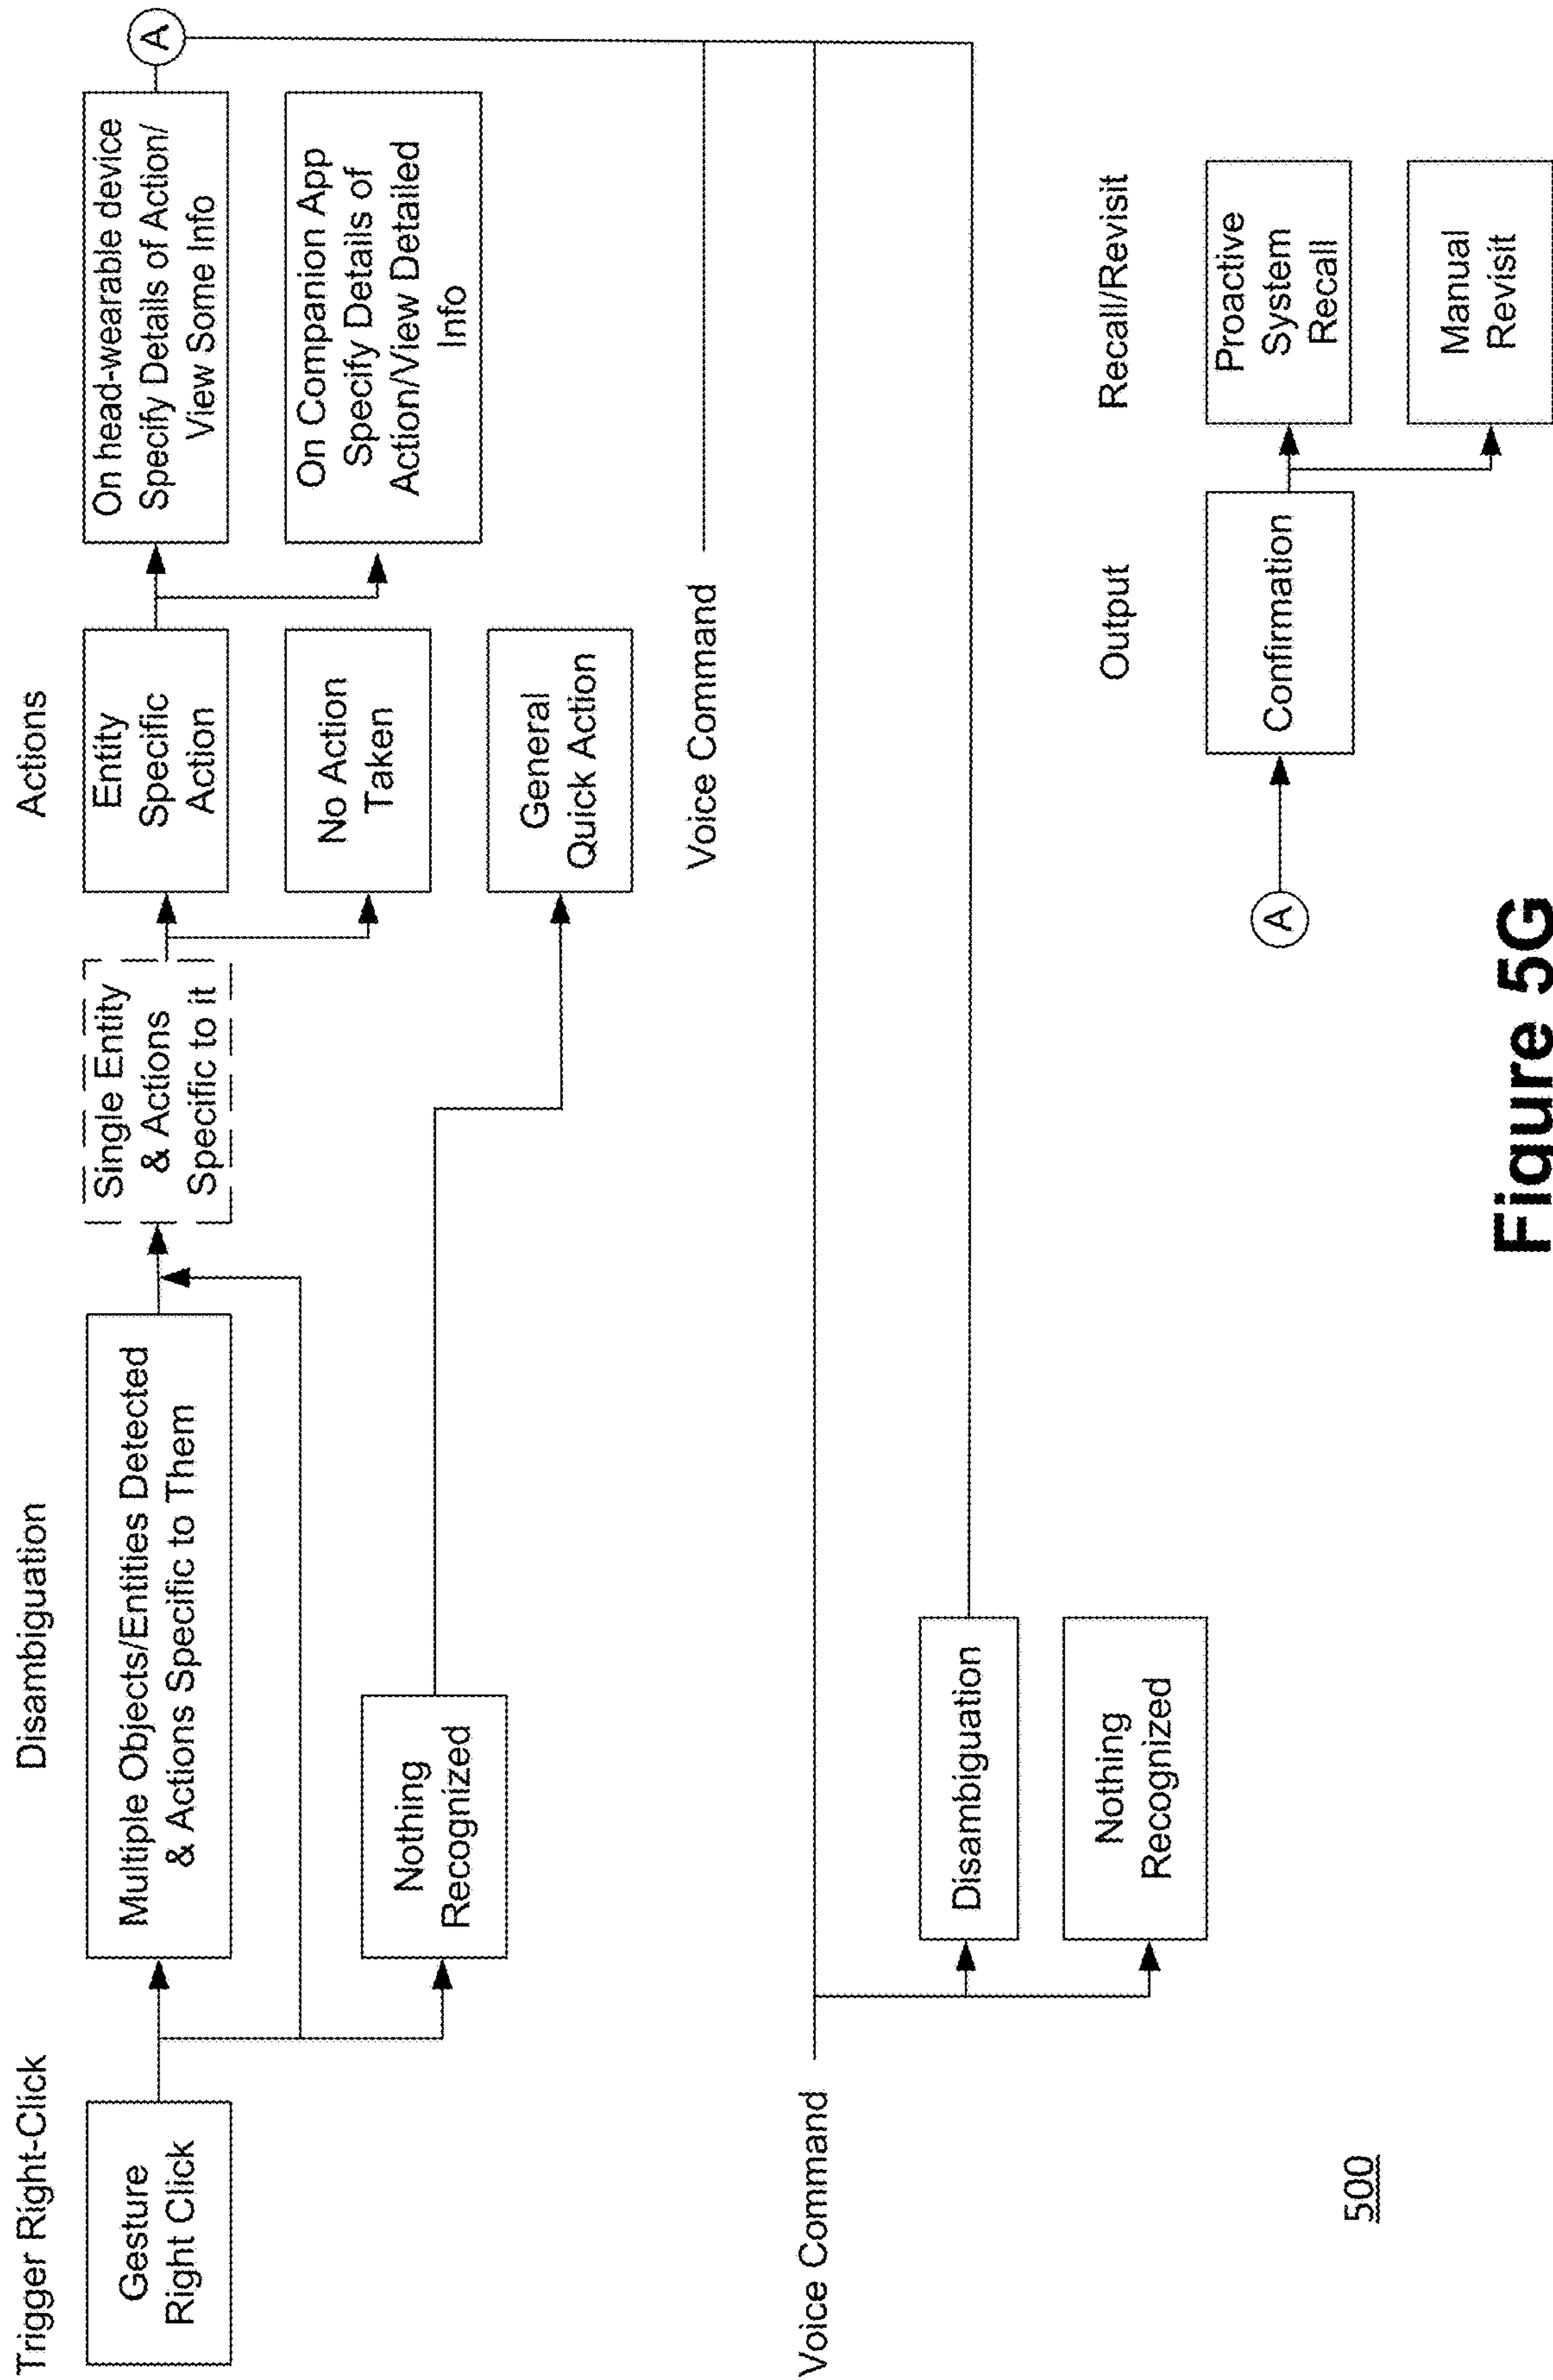 Trigger Right-Click
Disambiguation
Actions
Gesture
Right Click
Multiple Objects/Entities Detected
& Actions Specific to Them
Nothing
Recognized
Single Entity
& Actions
Specific to it
Entity
Specific
Action
No Action
Taken
General
Quick Action
On head-wearable device
Specify Details of Action/
View Some Info
On Companion App
Specify Details of
Action/View Detailed
Info
A
Voice Command
Voice Command
Disambiguation
Nothing
Recognized
Output
Recall/Revisit
A
Confirmation
Proactive
System
Recall
Manual
Revisit
500
Figure 5G